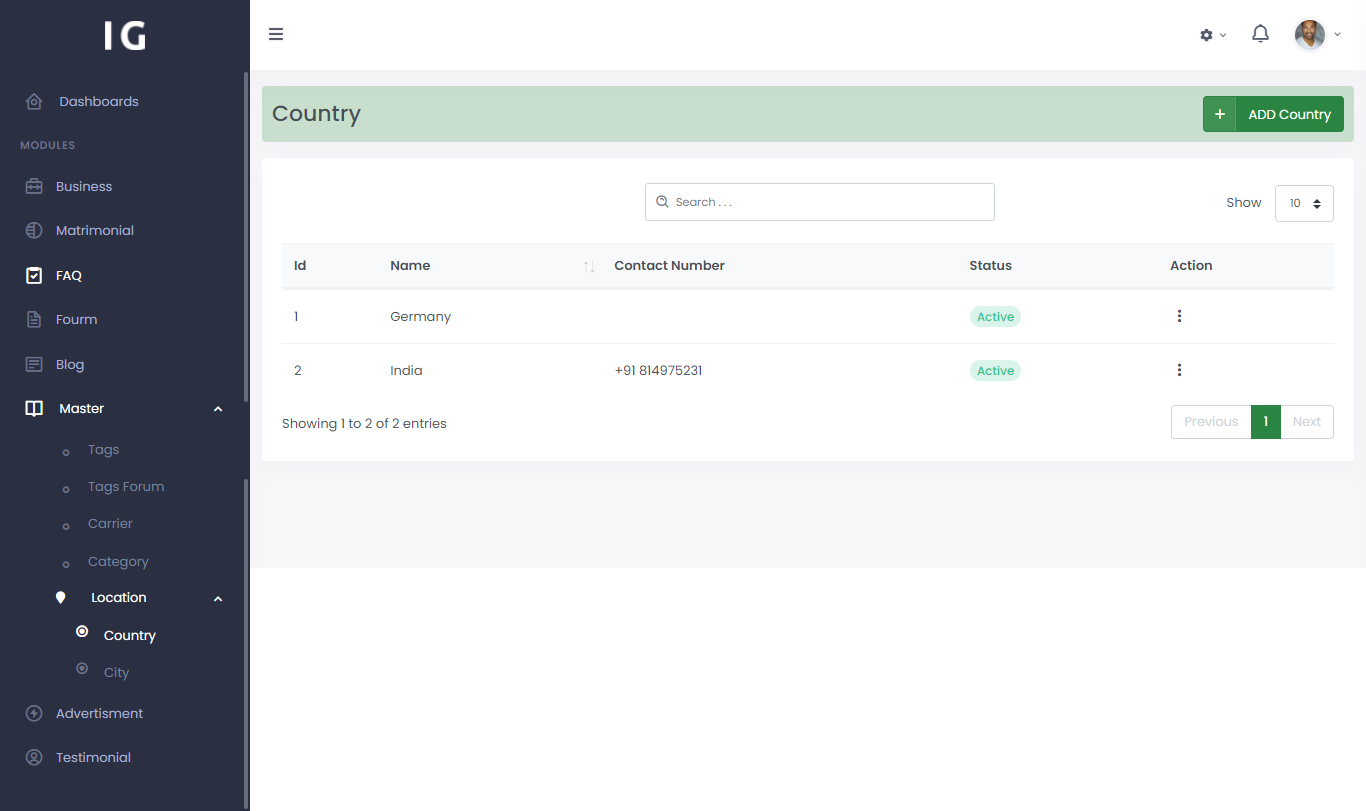 IG
Dashboards
MODULES
Business
Matrimonial
FAQ
Fourm
Blog
Master
Tags
Tags Forum
Carrier
Category
Location
Country
City
Advertisment
Testimonial
Country
+ ADD Country
Search . . .
Show 10
Id Name Contact Number Status Action
1 Germany Active
2 India +91 814975231 Active
Showing 1 to 2 of 2 entries
Previous 1 Next